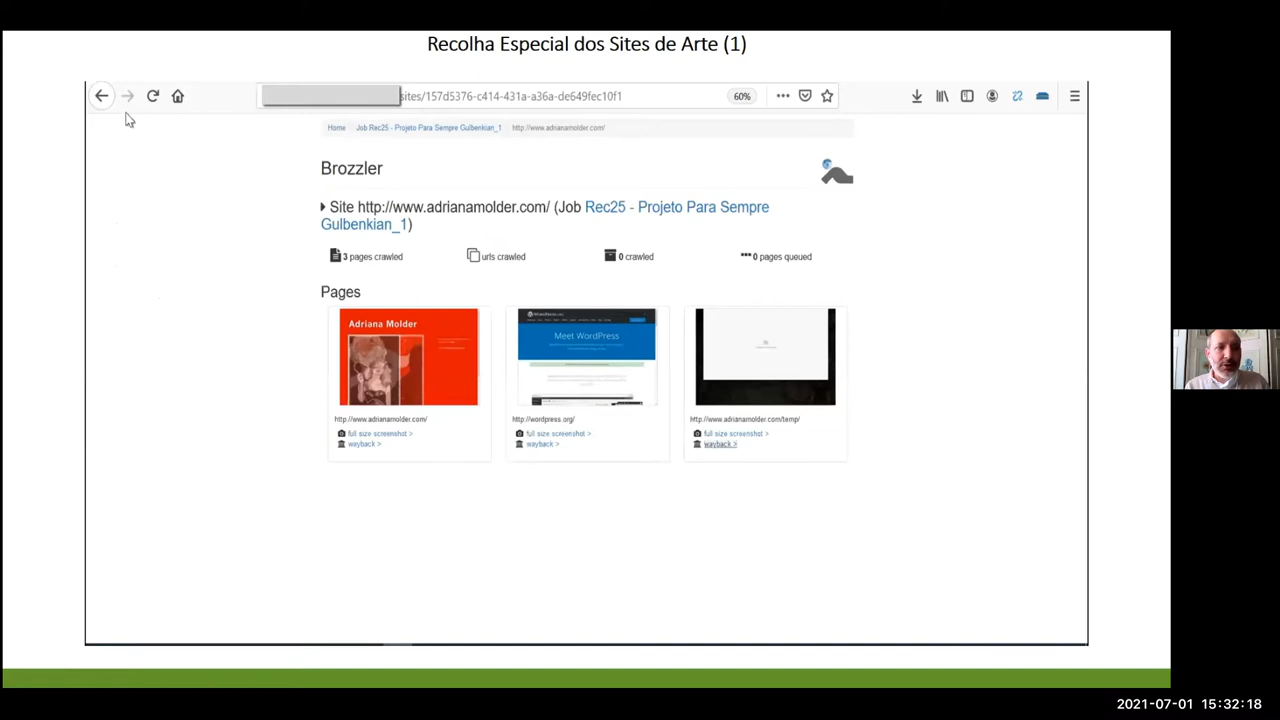 Recolha Especial dos Sites de Arte (1)
sites/157d5376-c414-431a-a36a-de649fec10f1
60%
Home Job Rec25 - Projeto Para Sempre Gulbenkian_1 http://www.adrianamolder.com/
Brozzler
Site http://www.adrianamolder.com/ (Job Rec25 - Projeto Para Sempre
Gulbenkian_1)
3 pages crawled urls crawled 0 crawled 0 pages queued
Pages
Adriana Molder
Meet WordPress
http://www.adrianamolder.com/ http://wordpress.org/ http://www.adrianamolder.com/temp/
full size screenshot > full size screenshot > full size screenshot >
wayback > wayback > wayback >
2021-07-01 15:32:18